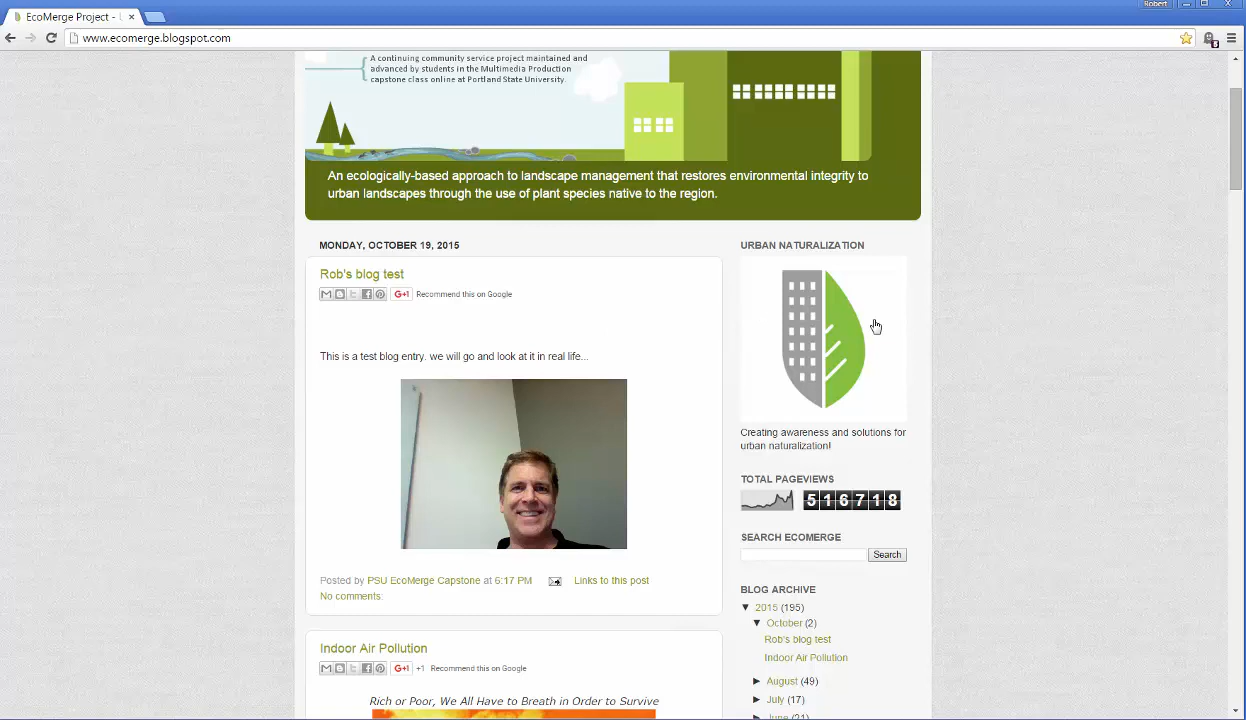 Robert
EcoMerge Project -
www.ecomerge.blogspot.com
A continuing community service project maintained and
advanced by students in the Multimedia Production
capstone class online at Portland State University.
An ecologically-based approach to landscape management that restores environmental integrity to
urban landscapes through the use of plant species native to the region.
MONDAY, OCTOBER 19, 2015
Rob's blog test
G+1 Recommend this on Google
This is a test blog entry. we will go and look at it in real life...
Posted by PSU EcoMerge Capstone at 5:17 PM Links to this post
No comments:
Indoor Air Pollution
G+1 +1 Recommend this on Google
Rich or Poor, We All Have to Breath in Order to Survive
URBAN NATURALIZATION
Creating awareness and solutions for
urban naturalization!
TOTAL PAGEVIEWS
516718
SEARCH ECOMERGE
Search
BLOG ARCHIVE
▼ 2015 (195)
▼ October (2)
Rob's blog test
Indoor Air Pollution
► August (49)
► July (17)
► June (21)